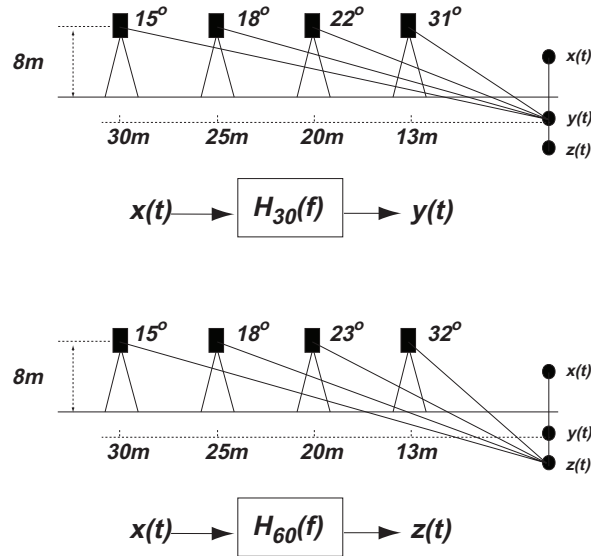 15° 18° 22° 31°
x(t)
8m
y(t)
30m 25m 20m 13m
z(t)
x(t) H30(f) y(t)
15° 18° 23° 32°
8m
x(t)
y(t)
30m 25m 20m 13m
z(t)
x(t) H60(f) z(t)